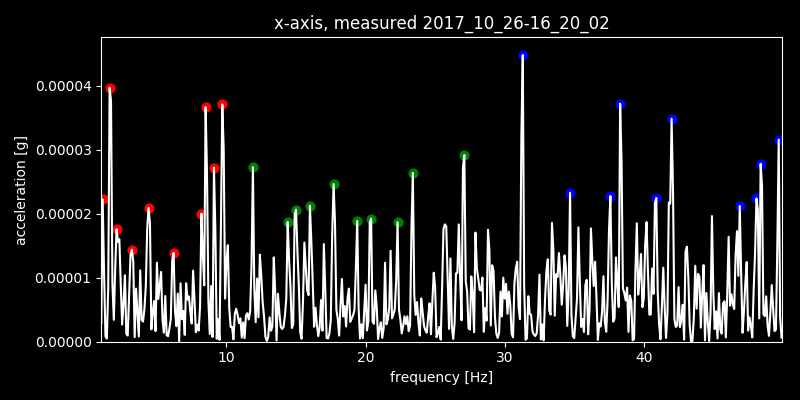 x-axis, measured 2017_10_26-16_20_02
acceleration [g]
0.00004
0.00003
0.00002
0.00001
0.00000
10 20 30 40
frequency [Hz]